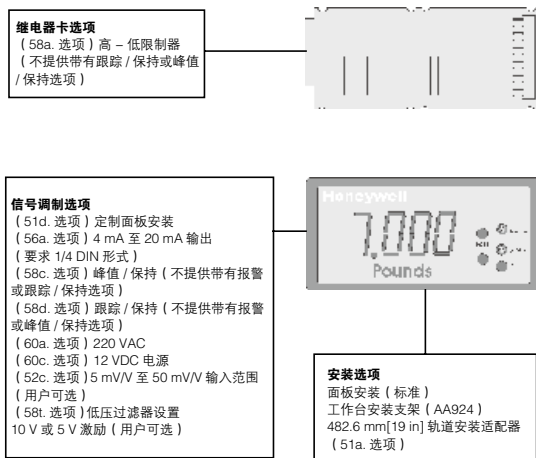 继电器卡选项
（58a. 选项）高 – 低限制器
（不提供带有跟踪 / 保持或峰值
/ 保持选项）
信号调制选项
（51d. 选项）定制面板安装
（56a. 选项）4 mA 至 20 mA 输出
（要求 1/4 DIN 形式）
（58c. 选项）峰值 / 保持（不提供带有报警
或跟踪 / 保持选项）
（58d. 选项）跟踪 / 保持（不提供带有报警
或峰值 / 保持选项）
（60a. 选项）220 VAC
（60c. 选项）12 VDC 电源
（52c. 选项）5 mV/V 至 50 mV/V 输入范围
（用户可选）
（58t. 选项）低压过滤器设置
10 V 或 5 V 激励（用户可选）
Honeywell
7.000
Pounds
安装选项
面板安装（标准）
工作台安装支架（AA924）
482.6 mm[19 in] 轨道安装适配器
（51a. 选项）